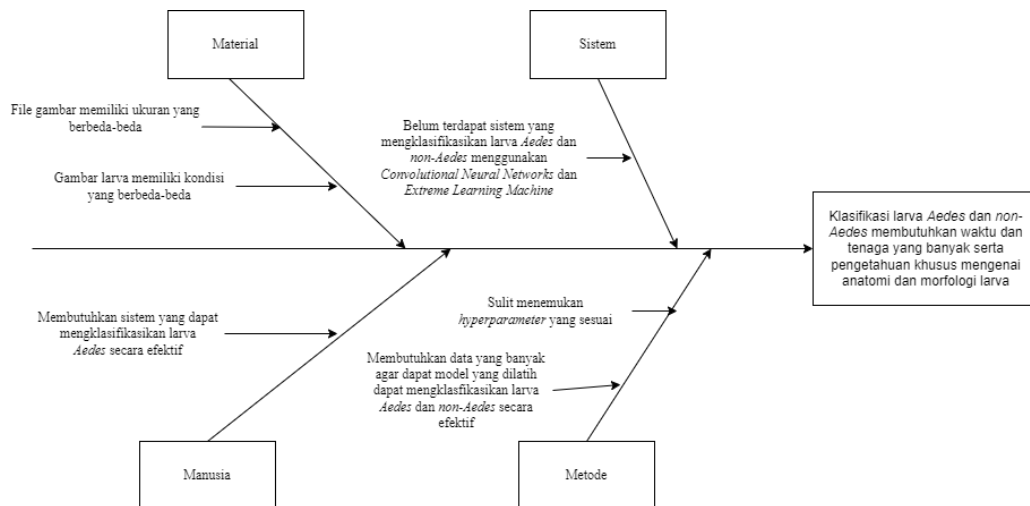 Material
Sistem
File gambar memiliki ukuran yang
berbeda-beda
Gambar larva memiliki kondisi
yang berbeda-beda
Belum terdapat sistem yang
mengklasifikasikan larva Aedes dan
non-Aedes menggunakan
Convolutional Neural Networks dan
Extreme Learning Machine
Klasifikasi larva Aedes dan non-
Aedes membutuhkan waktu dan
tenaga yang banyak serta
pengetahuan khusus mengenai
anatomi dan morfologi larva
Membutuhkan sistem yang dapat
mengklasifikasikan larva
Aedes secara efektif
Sulit menemukan
hyperparameter yang sesuai
Membutuhkan data yang banyak
agar dapat model yang dilatih
dapat mengklasfikasikan larva
Aedes dan non-Aedes secara
efektif
Manusia
Metode